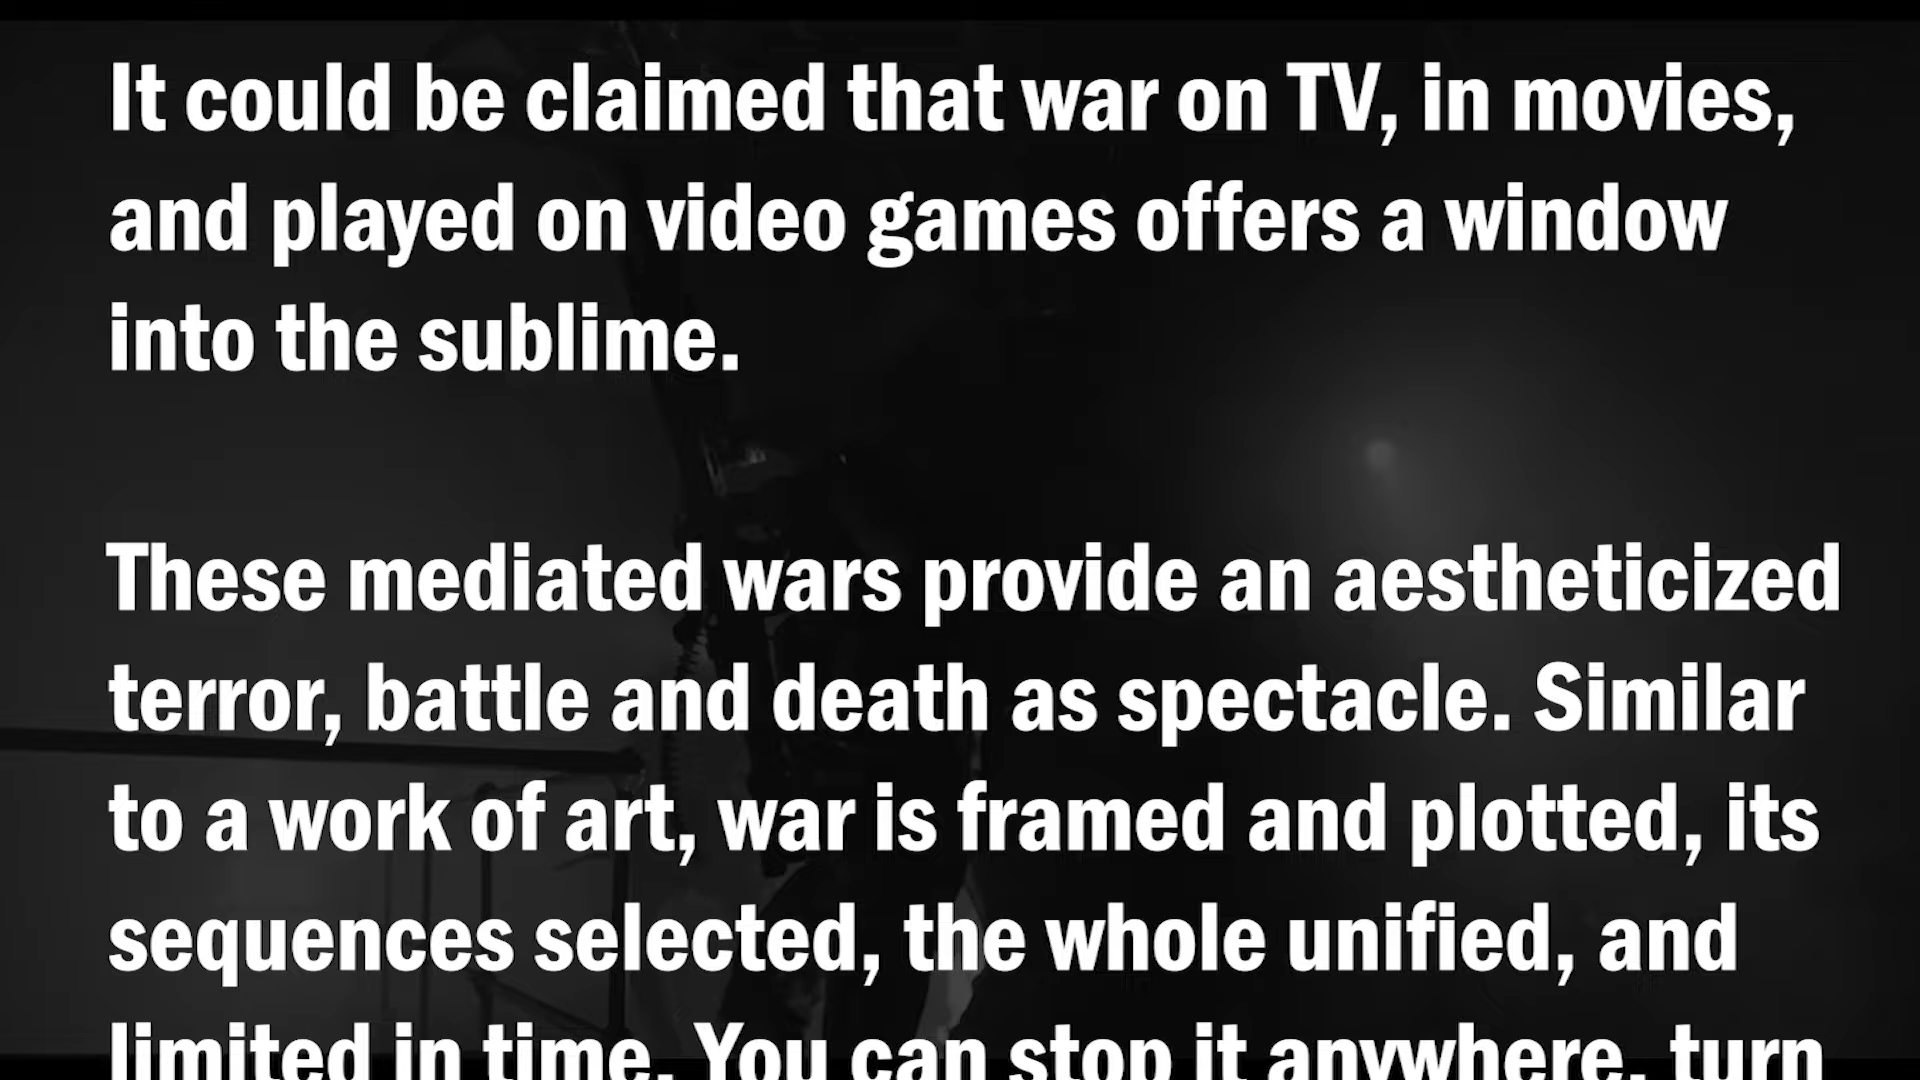 It could be claimed that war on TV, in movies,
and played on video games offers a window
into the sublime.
These mediated wars provide an aestheticized
terror, battle and death as spectacle. Similar
to a work of art, war is framed and plotted, its
sequences selected, the whole unified, and
limited in time. You can stop it anywhere, turn